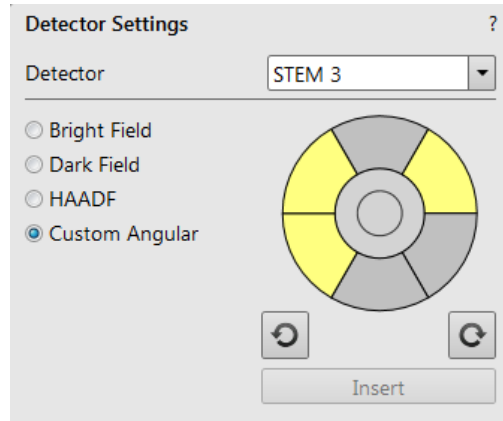 Detector Settings ?
Detector STEM 3
Bright Field
Dark Field
HAADF
Custom Angular
Insert